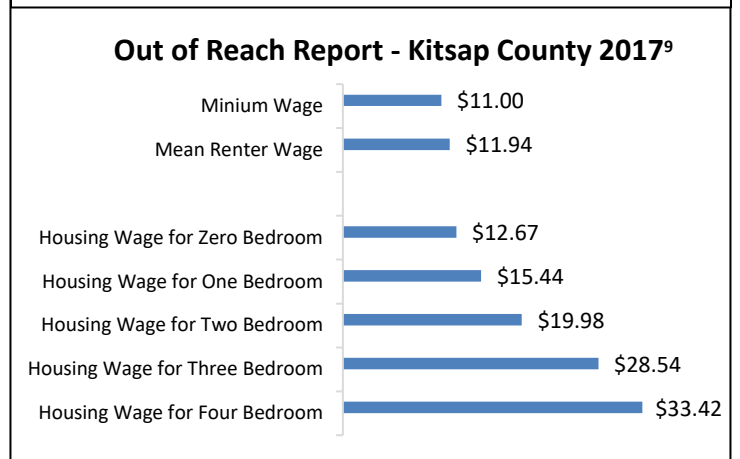 Out of Reach Report - Kitsap County 2017⁹
Minium Wage $11.00
Mean Renter Wage $11.94
Housing Wage for Zero Bedroom $12.67
Housing Wage for One Bedroom $15.44
Housing Wage for Two Bedroom $19.98
Housing Wage for Three Bedroom $28.54
Housing Wage for Four Bedroom $33.42